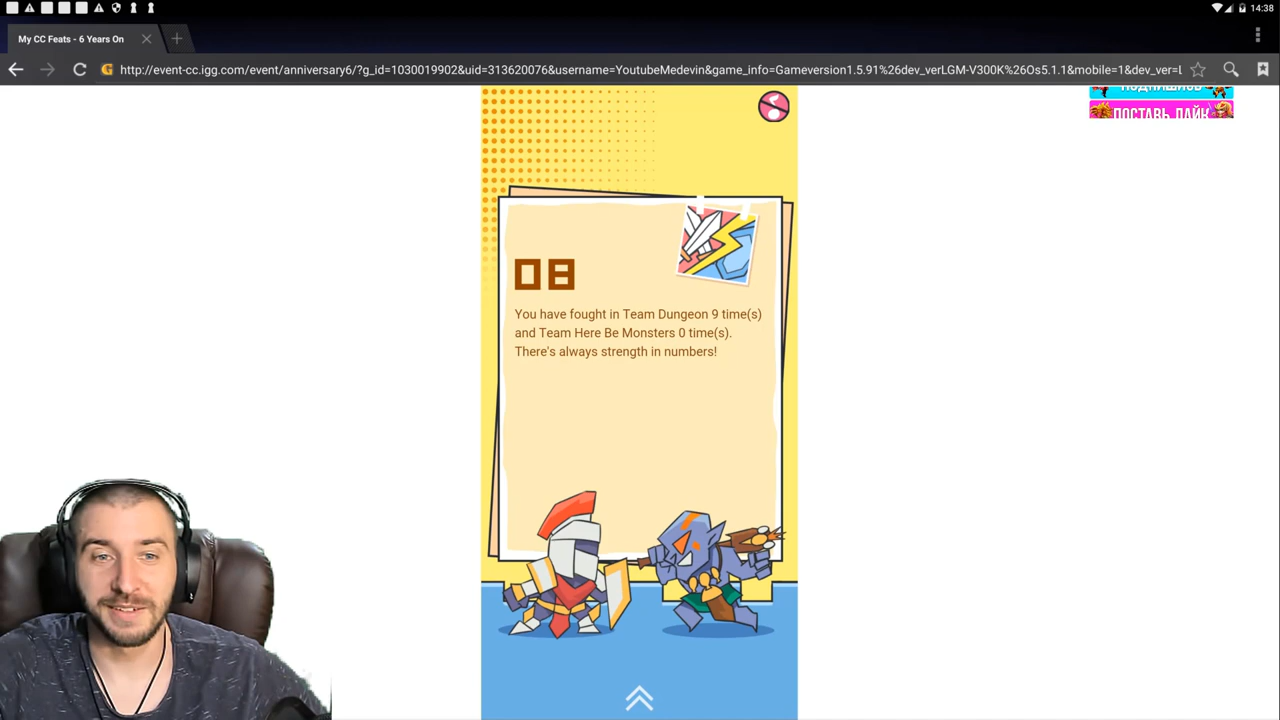 14:38
My CC Feats - 6 Years On
http://event-cc.igg.com/event/anniversary6/?g_id=1030019902&uid=313620076&username=YoutubeMedevin&game_info=Gameversion1.5.91%26dev_verLGM-V300K%26Os5.1.1&mobile=1&dev_ver=L
ПОДПИШИСЬ
ПОСТАВЬ ЛАЙК
08
You have fought in Team Dungeon 9 time(s)
and Team Here Be Monsters 0 time(s).
There's always strength in numbers!